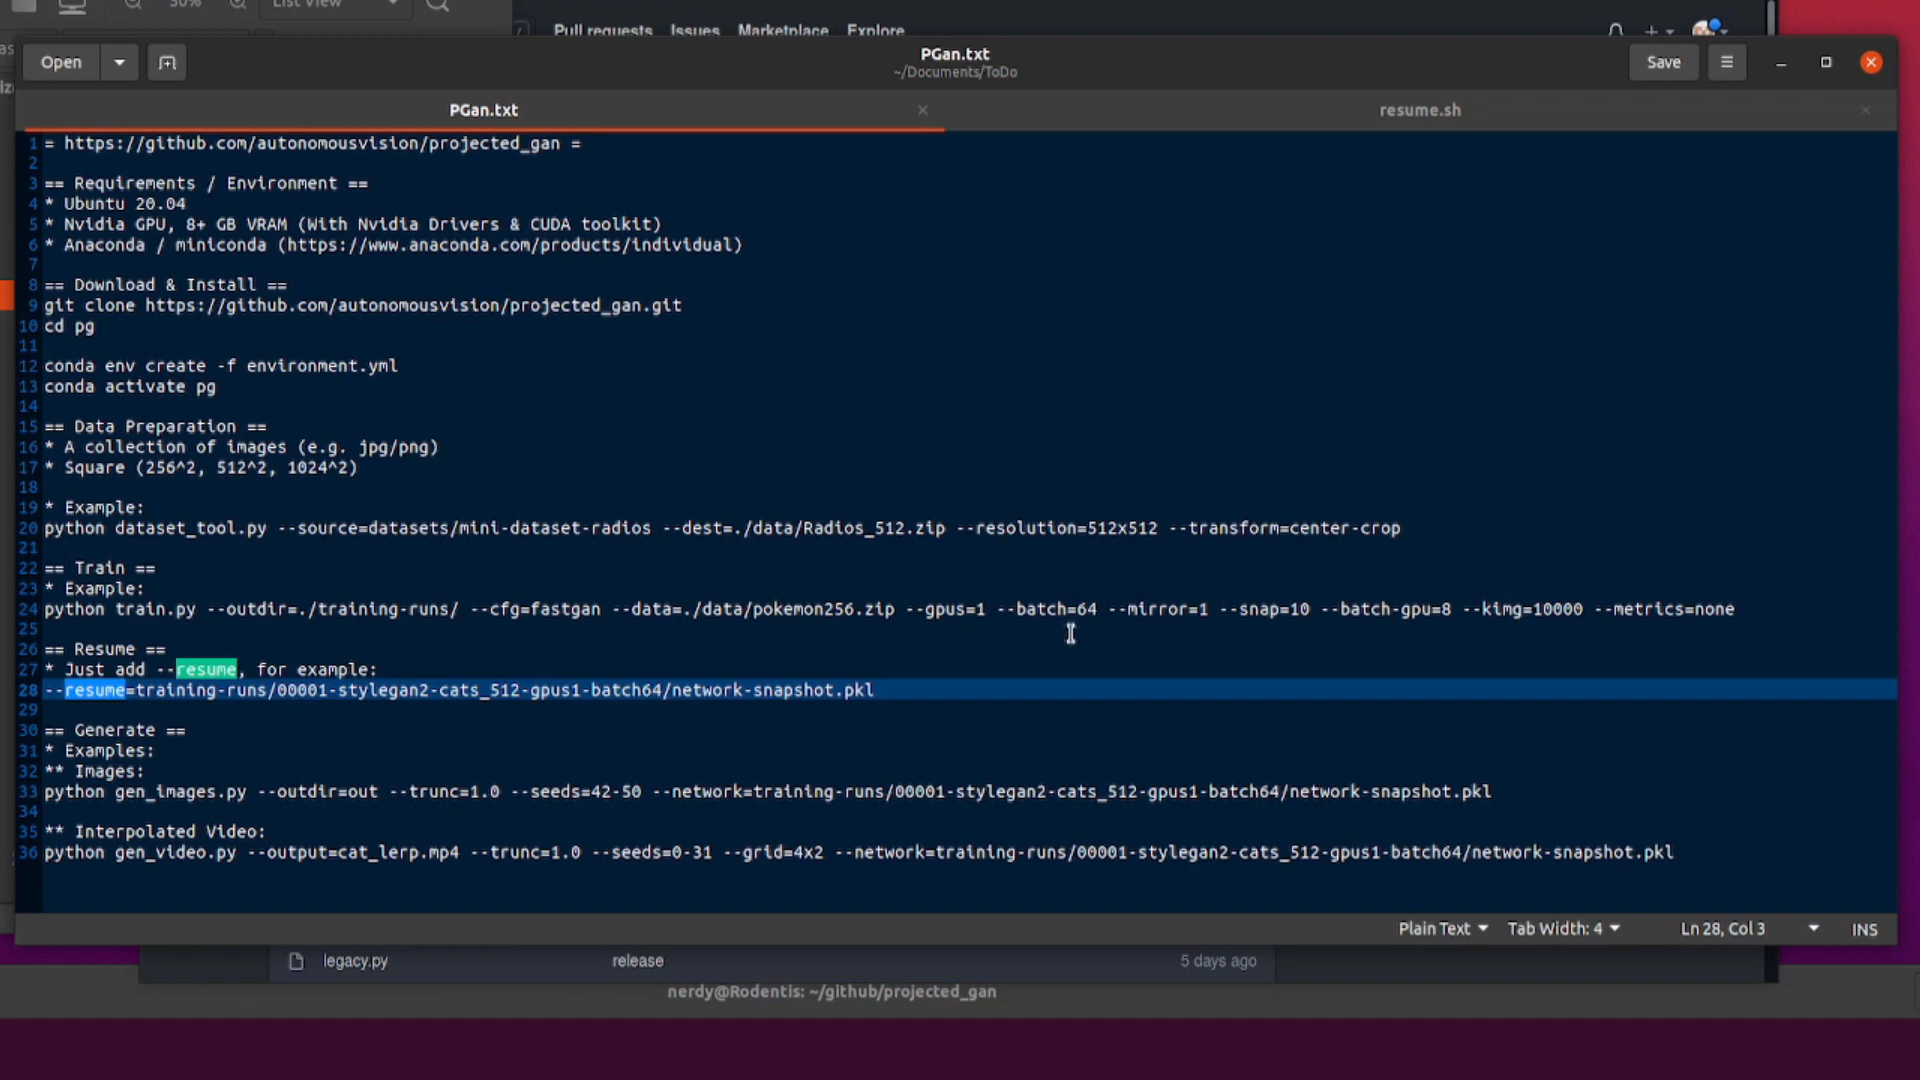 50%
List View
Pull requests Issues Marketplace Explore
Open
PGan.txt
~/Documents/ToDo
Save
PGan.txt
resume.sh
1 = https://github.com/autonomousvision/projected_gan =
2
3 == Requirements / Environment ==
4 * Ubuntu 20.04
5 * Nvidia GPU, 8+ GB VRAM (With Nvidia Drivers & CUDA toolkit)
6 * Anaconda / miniconda (https://www.anaconda.com/products/individual)
7
8 == Download & Install ==
9 git clone https://github.com/autonomousvision/projected_gan.git
10 cd pg
11
12 conda env create -f environment.yml
13 conda activate pg
14
15 == Data Preparation ==
16 * A collection of images (e.g. jpg/png)
17 * Square (256^2, 512^2, 1024^2)
18
19 * Example:
20 python dataset_tool.py --source=datasets/mini-dataset-radios --dest=./data/Radios_512.zip --resolution=512x512 --transform=center-crop
21
22 == Train ==
23 * Example:
24 python train.py --outdir=./training-runs/ --cfg=fastgan --data=./data/pokemon256.zip --gpus=1 --batch=64 --mirror=1 --snap=10 --batch-gpu=8 --kimg=10000 --metrics=none
25
26 == Resume ==
27 * Just add --resume, for example:
28 --resume=training-runs/00001-stylegan2-cats_512-gpus1-batch64/network-snapshot.pkl
29
30 == Generate ==
31 * Examples:
32 ** Images:
33 python gen_images.py --outdir=out --trunc=1.0 --seeds=42-50 --network=training-runs/00001-stylegan2-cats_512-gpus1-batch64/network-snapshot.pkl
34
35 ** Interpolated Video:
36 python gen_video.py --output=cat_lerp.mp4 --trunc=1.0 --seeds=0-31 --grid=4x2 --network=training-runs/00001-stylegan2-cats_512-gpus1-batch64/network-snapshot.pkl
Plain Text Tab Width: 4 Ln 28, Col 3 INS
legacy.py release 5 days ago
nerdy@Rodentis: ~/github/projected_gan